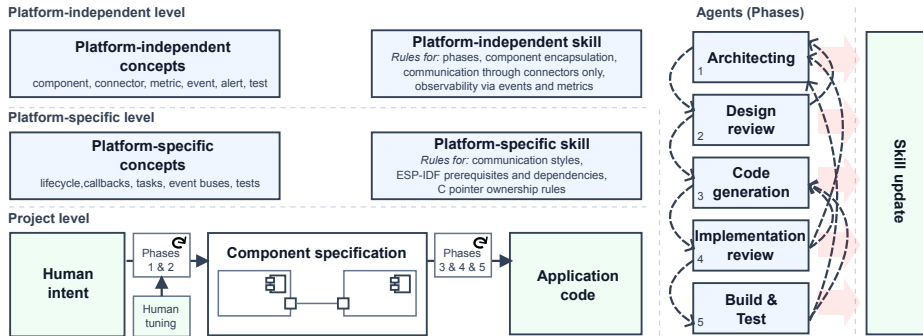 Platform-independent level
Platform-independent
concepts
component, connector, metric, event, alert, test
Platform-independent skill
Rules for: phases, component encapsulation,
communication through connectors only,
observability via events and metrics
Platform-specific level
Platform-specific
concepts
lifecycle,callbacks, tasks, event buses, tests
Platform-specific skill
Rules for: communication styles,
ESP-IDF prerequisites and dependencies,
C pointer ownership rules
Project level
Human
intent
Phases
1 & 2
Human
tuning
Component specification
Phases
3 & 4 & 5
Application
code
Agents (Phases)
Architecting
1
Design
review
2
Code
generation
3
Implementation
review
4
Build &
Test
5
Skill update